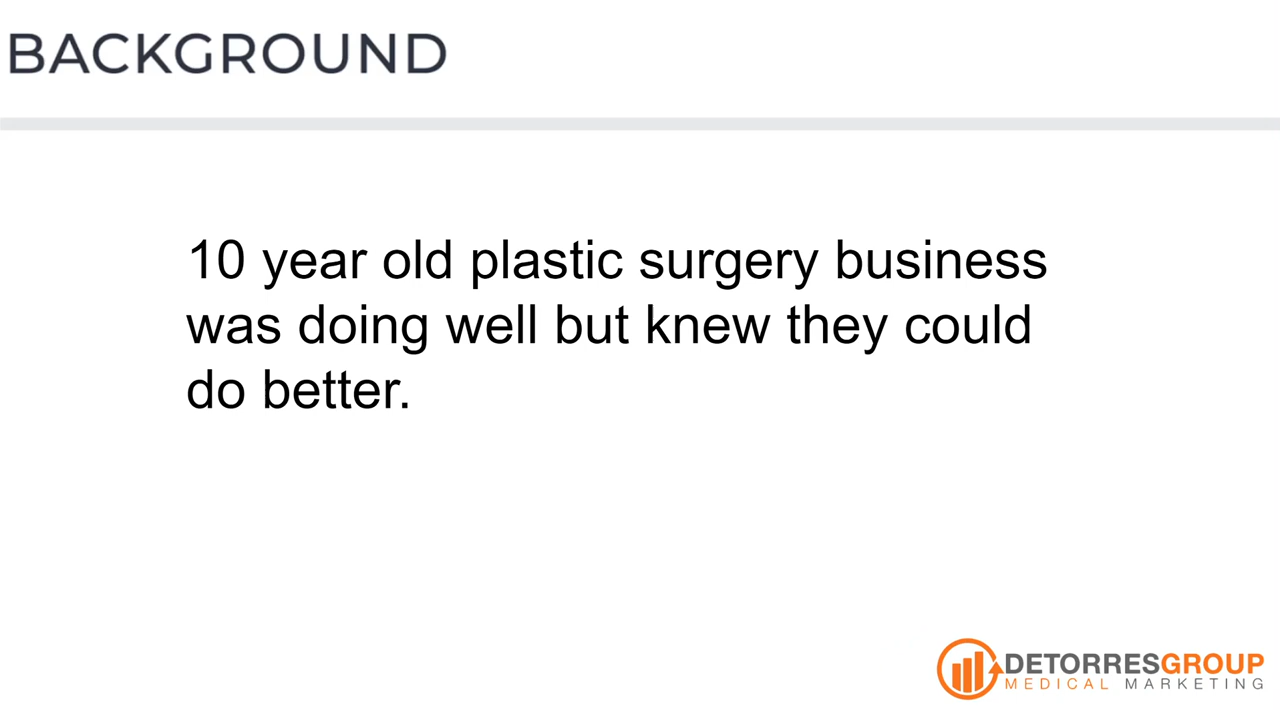 BACKGROUND
10 year old plastic surgery business
was doing well but knew they could
do better.
DETORRESGROUP
MEDICAL MARKETING